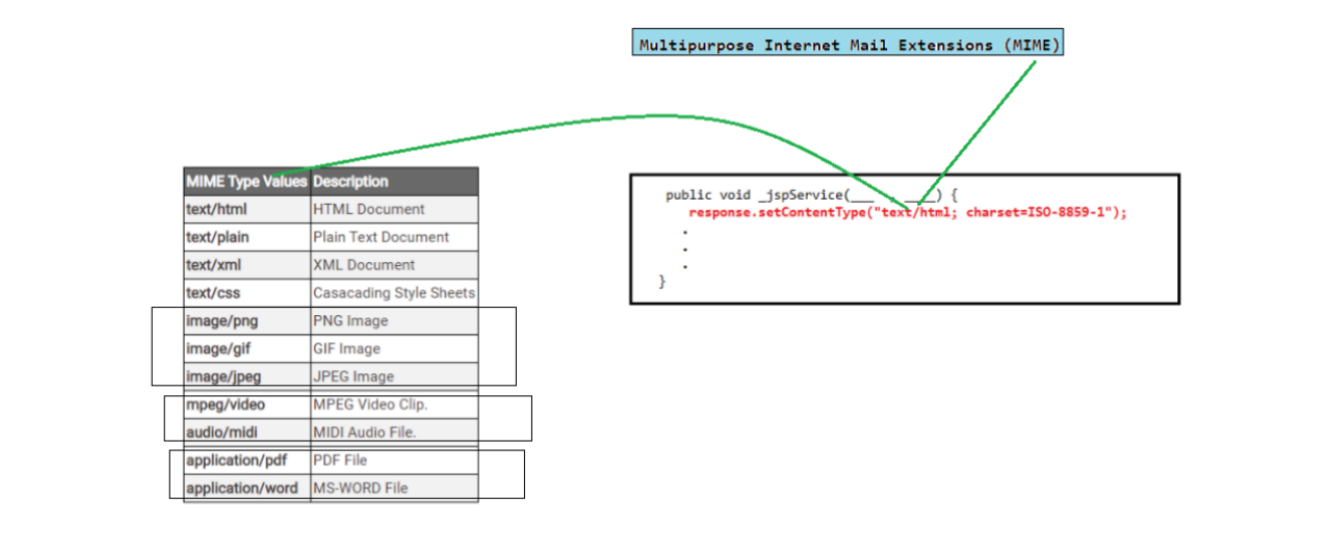 Multipurpose Internet Mail Extensions (MIME)
MIME Type Values Description
text/html HTML Document
text/plain Plain Text Document
text/xml XML Document
text/css Casacading Style Sheets
image/png PNG Image
image/gif GIF Image
image/jpeg JPEG Image
mpeg/video MPEG Video Clip.
audio/midi MIDI Audio File.
application/pdf PDF File
application/word MS-WORD File
public void _jspService(___ , ____) {
response.setContentType("text/html; charset=ISO-8859-1");
.
.
.
}